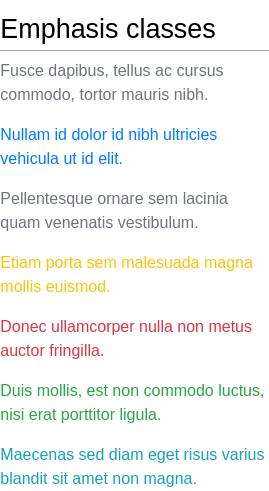 Emphasis classes
Fusce dapibus, tellus ac cursus
commodo, tortor mauris nibh.
Nullam id dolor id nibh ultricies
vehicula ut id elit.
Pellentesque ornare sem lacinia
quam venenatis vestibulum.
Etiam porta sem malesuada magna
mollis euismod.
Donec ullamcorper nulla non metus
auctor fringilla.
Duis mollis, est non commodo luctus,
nisi erat porttitor ligula.
Maecenas sed diam eget risus varius
blandit sit amet non magna.